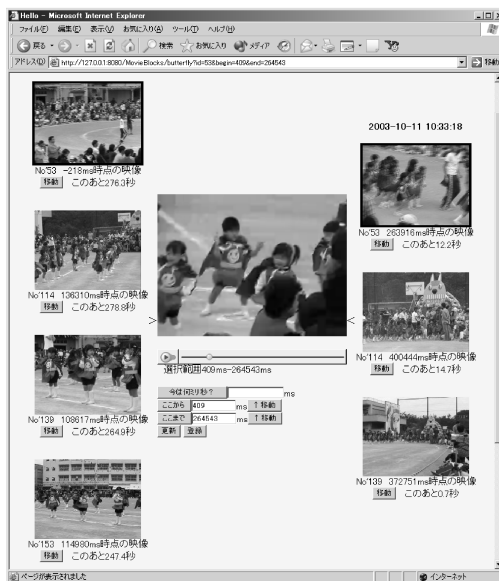 Hello - Microsoft Internet Explorer
ファイル(F) 編集(E) 表示(V) お気に入り(A) ツール(T) ヘルプ(H)
戻る 検索 お気に入り メディア
アドレス(D) http://127.0.0.1:8080/MovieBlocks/butterfly?id=53&begin=409&end=264543 移動
2003-10-11 10:33:18
No'53 -218ms時点の映像
移動 このあと276.3秒
No'53 263916ms時点の映像
移動 このあと12.2秒
No'114 136310ms時点の映像
移動 このあと278.8秒
> <
No'114 400444ms時点の映像
移動 このあと14.7秒
選択範囲409ms-264543ms
今は何ミリ秒? ms
ここから 409 ms ↑移動
ここまで 264543 ms ↑移動
更新 登録
No'139 108617ms時点の映像
移動 このあと264.9秒
No'139 372751ms時点の映像
移動 このあと0.7秒
No'153 114980ms時点の映像
移動 このあと247.4秒
ページが表示されました インターネット